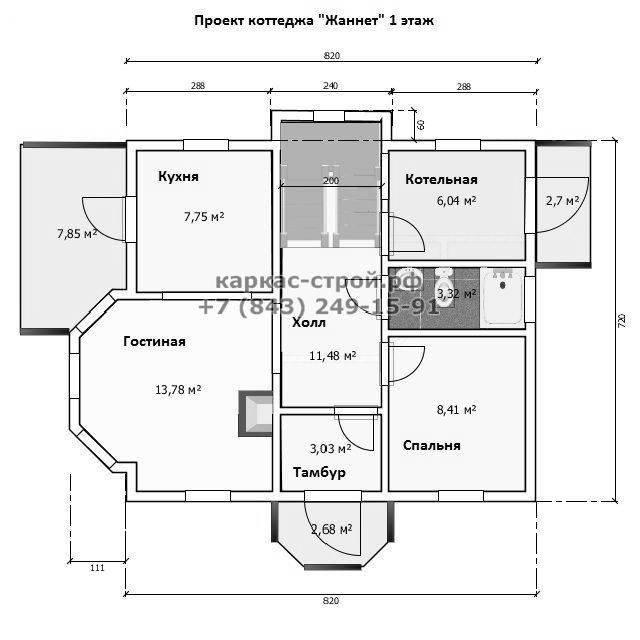 Проект коттеджа "Жаннет" 1 этаж
820
288
240
288
60
Кухня
7,75 м²
200
Котельная
6,04 м²
2,7 м²
7,85 м²
каркас-строй.рф
+7 (843) 249-15-91
3,32 м²
Холл
11,48 м²
Гостиная
13,78 м²
720
8,41 м²
Спальня
3,03 м²
Тамбур
2,68 м²
111
820